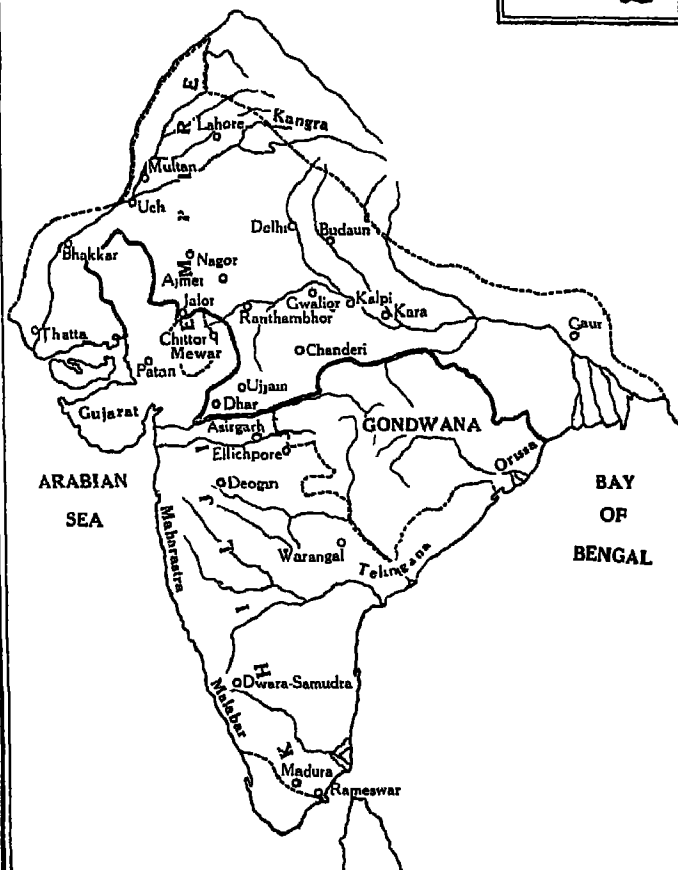 Kangra
Lahore
Multan
Uch
Delhi
Budaun
Bhakkar
Nagor
Ajmer
Jalor
Gwalior
Kalpi
Kara
Ranthambhor
Thatta
Chittor
Mewar
Gaur
Chanderi
Patan
Ujjain
Dhar
Gujarat
Asirgarh
GONDWANA
Ellichpore
Orissa
ARABIAN
SEA
Deogiri
BAY
OF
BENGAL
Maharastra
Warangal
Telingana
Dwara-Samudra
Malabar
Madura
Rameswar
KHILJI EMPIRE